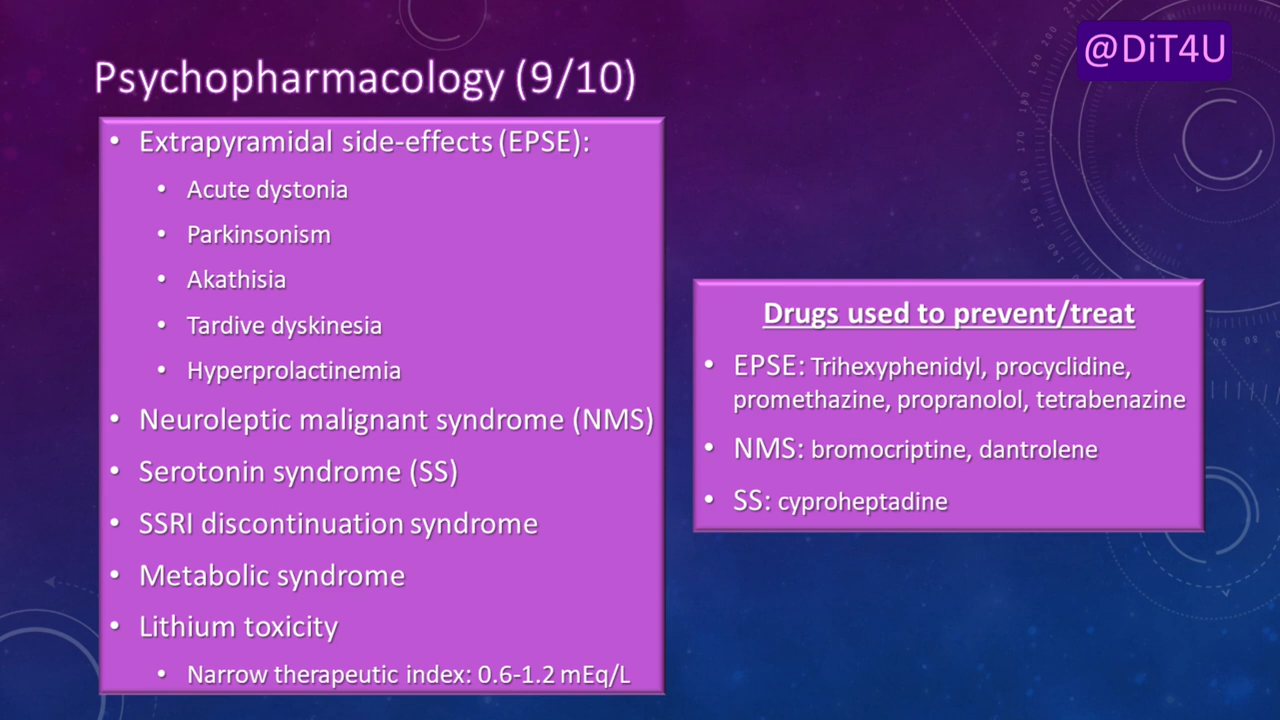 @DiT4U
Psychopharmacology (9/10)
• Extrapyramidal side-effects (EPSE):
• Acute dystonia
• Parkinsonism
• Akathisia
• Tardive dyskinesia
• Hyperprolactinemia
• Neuroleptic malignant syndrome (NMS)
• Serotonin syndrome (SS)
• SSRI discontinuation syndrome
• Metabolic syndrome
• Lithium toxicity
• Narrow therapeutic index: 0.6-1.2 mEq/L
Drugs used to prevent/treat
• EPSE: Trihexyphenidyl, procyclidine,
promethazine, propranolol, tetrabenazine
• NMS: bromocriptine, dantrolene
• SS: cyproheptadine